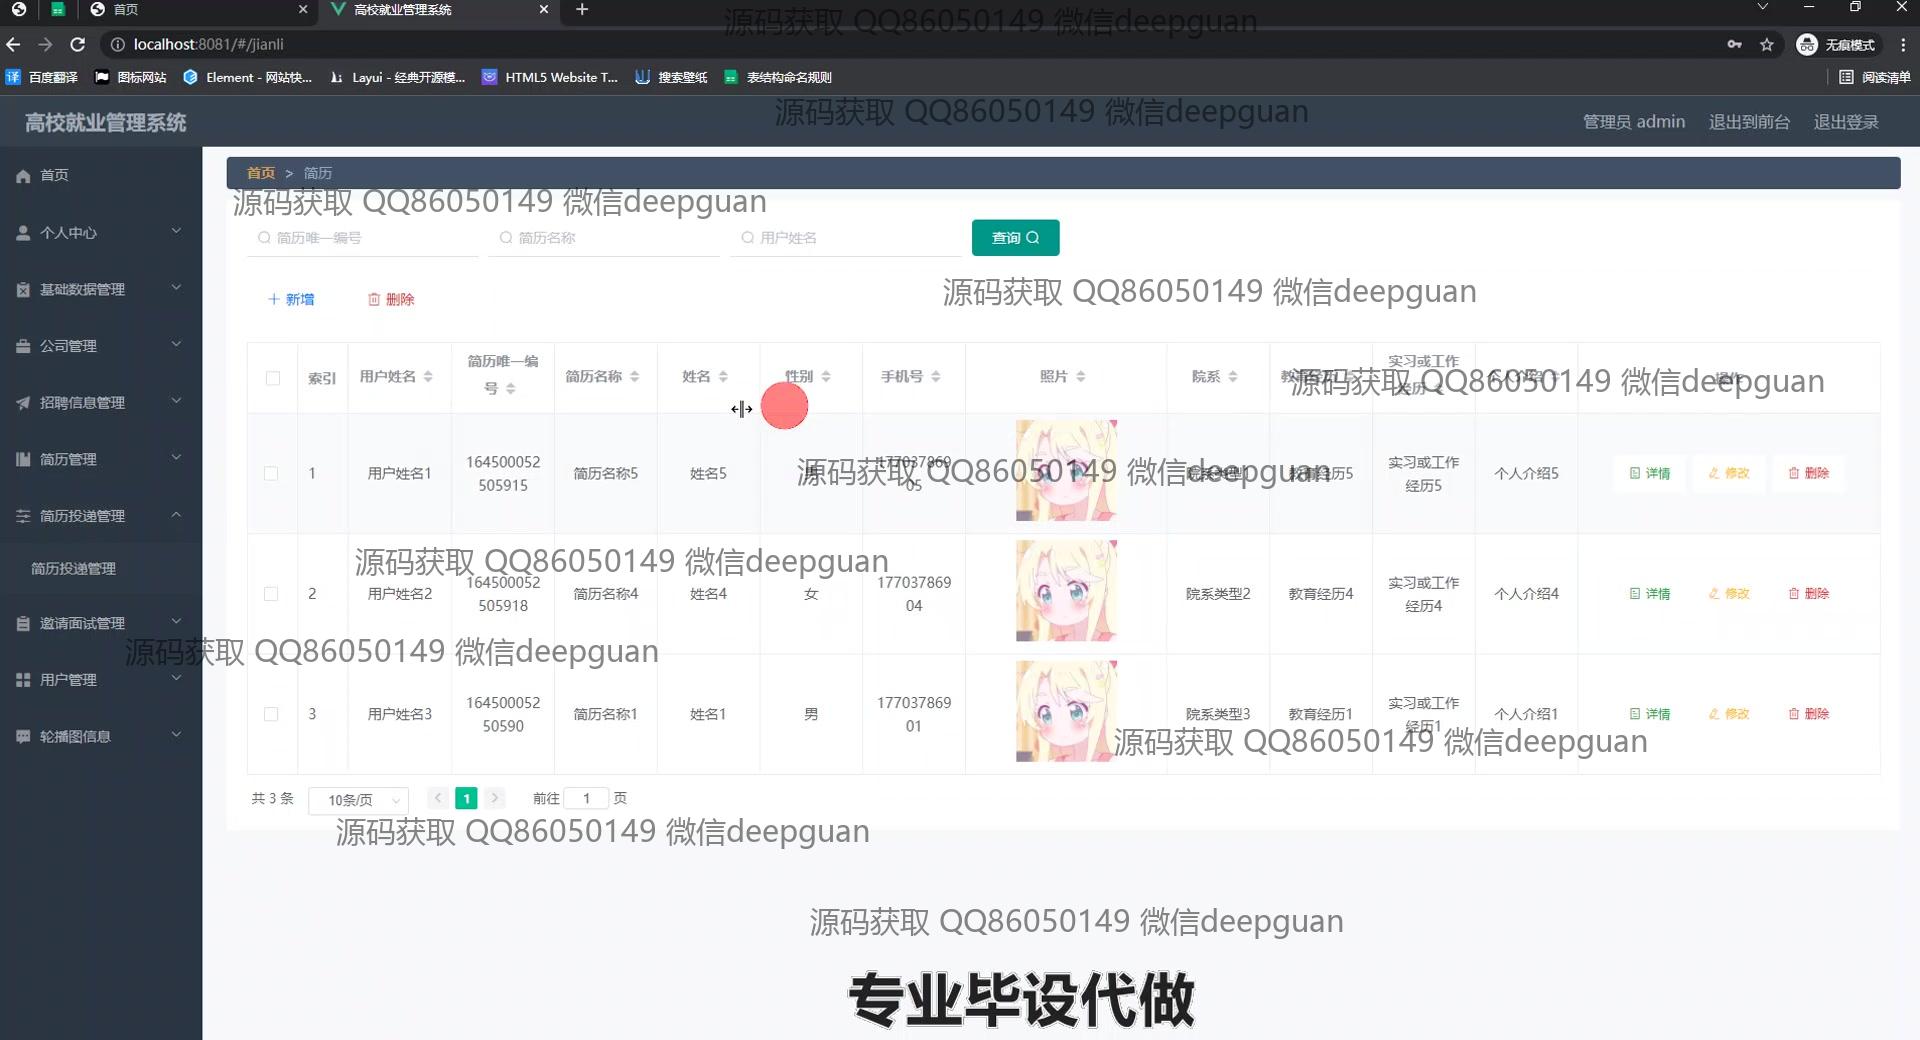 首页
高校就业管理系统
源码获取 QQ86050149 微信deepguan
localhost:8081/#/jianli
无痕模式
百度翻译
图标网站
Element - 网站快...
Layui - 经典开源模...
HTML5 Website T...
搜索壁纸
表结构命名规则
阅读清单
高校就业管理系统
源码获取 QQ86050149 微信deepguan
管理员 admin
退出到前台
退出登录
首页
个人中心
基础数据管理
公司管理
招聘信息管理
简历管理
简历投递管理
简历投递管理
邀请面试管理
用户管理
轮播图信息
首页 > 简历
源码获取 QQ86050149 微信deepguan
简历唯一编号
简历名称
用户姓名
查询
源码获取 QQ86050149 微信deepguan
新增
删除
索引
用户姓名
简历唯一编
号
简历名称
姓名
性别
手机号
照片
院系
实习或工作
源码获取 QQ86050149 微信deepguan
1
用户姓名1
164500052
505915
简历名称5
姓名5
177037869
05
教育经历5
实习或工作
经历5
个人介绍5
详情
修改
删除
源码获取 QQ86050149 微信deepguan
源码获取 QQ86050149 微信deepguan
2
用户姓名2
164500052
505918
简历名称4
姓名4
女
177037869
04
院系类型2
教育经历4
实习或工作
经历4
个人介绍4
详情
修改
删除
源码获取 QQ86050149 微信deepguan
3
用户姓名3
164500052
50590
简历名称1
姓名1
男
177037869
01
院系类型3
教育经历1
实习或工作
经历1
个人介绍1
详情
修改
删除
源码获取 QQ86050149 微信deepguan
共 3 条
10条/页
1
前往 1 页
源码获取 QQ86050149 微信deepguan
源码获取 QQ86050149 微信deepguan
专业毕设代做